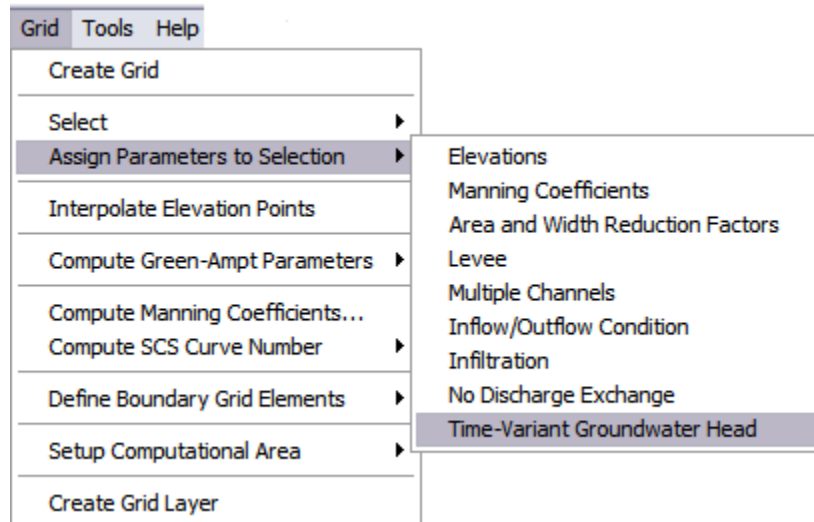 Grid Tools Help
Create Grid
Select
Assign Parameters to Selection
Interpolate Elevation Points
Compute Green-Ampt Parameters
Compute Manning Coefficients...
Compute SCS Curve Number
Define Boundary Grid Elements
Setup Computational Area
Create Grid Layer
Elevations
Manning Coefficients
Area and Width Reduction Factors
Levee
Multiple Channels
Inflow/Outflow Condition
Infiltration
No Discharge Exchange
Time-Variant Groundwater Head